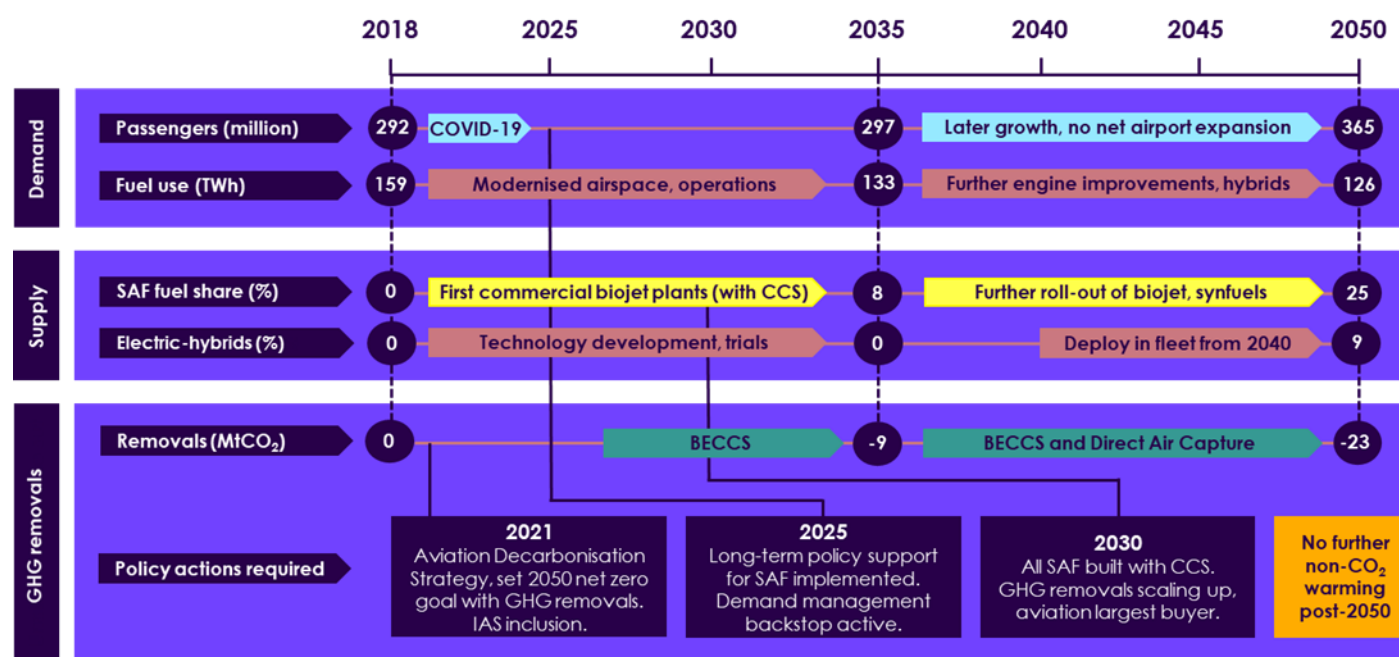 2018 2025 2030 2035 2040 2045 2050
Demand
Passengers (million) 292 COVID-19 297 Later growth, no net airport expansion 365
Fuel use (TWh) 159 Modernised airspace, operations 133 Further engine improvements, hybrids 126
Supply
SAF fuel share (%) 0 First commercial biojet plants (with CCS) 8 Further roll-out of biojet, synfuels 25
Electric-hybrids (%) 0 Technology development, trials 0 Deploy in fleet from 2040 9
GHG removals
Removals (MtCO₂) 0 BECCS -9 BECCS and Direct Air Capture -23
Policy actions required
2021
Aviation Decarbonisation
Strategy, set 2050 net zero
goal with GHG removals.
IAS inclusion.
2025
Long-term policy support
for SAF implemented.
Demand management
backstop active.
2030
All SAF built with CCS.
GHG removals scaling up,
aviation largest buyer.
No further
non-CO₂
warming
post-2050